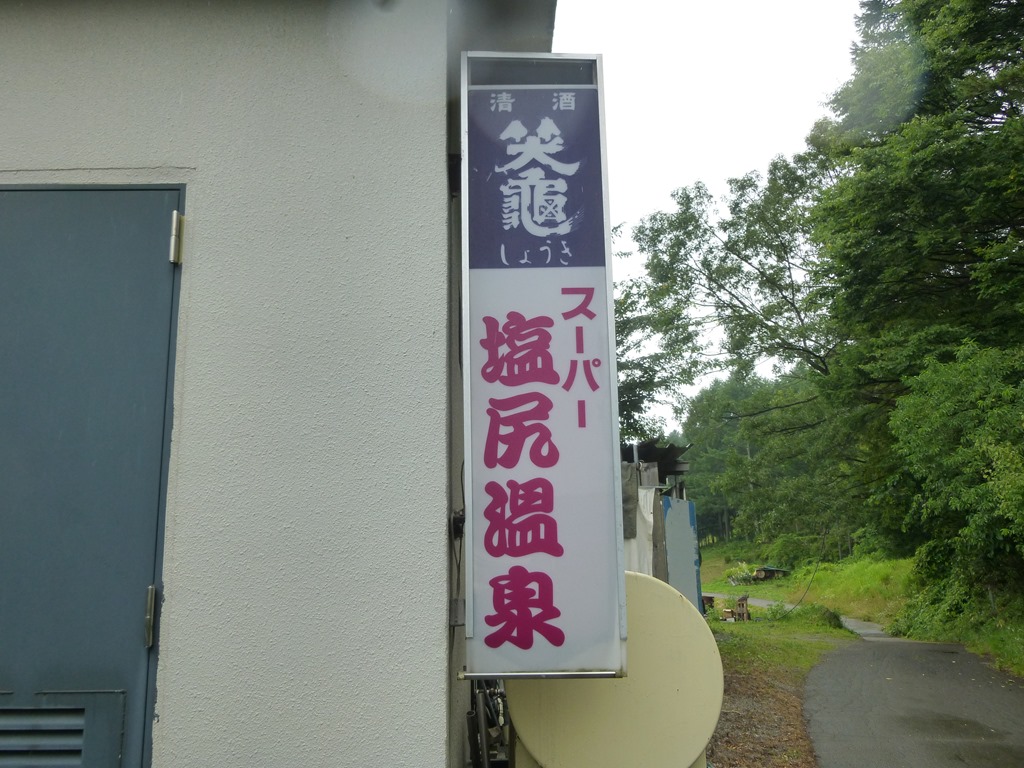 清酒
笑亀
しょうき
スーパー
塩尻温泉